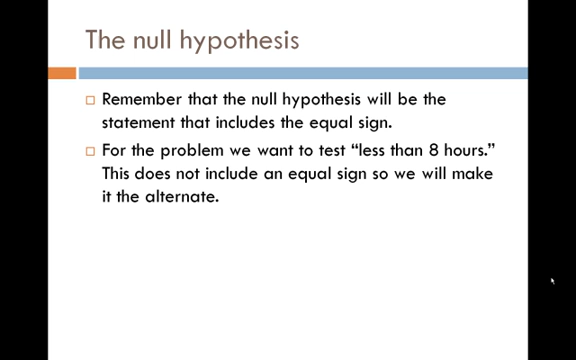 The null hypothesis
Remember that the null hypothesis will be the
statement that includes the equal sign.
For the problem we want to test “less than 8 hours.”
This does not include an equal sign so we will make
it the alternate.